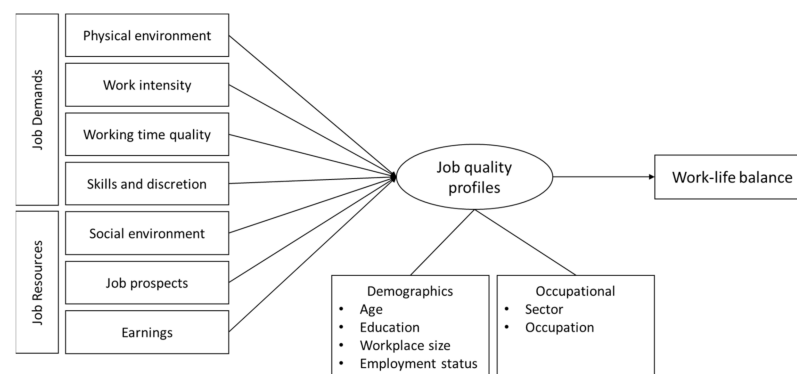 Job Demands
Physical environment
Work intensity
Working time quality
Skills and discretion
Job Resources
Social environment
Job prospects
Earnings
Job quality
profiles
Work-life balance
Demographics
• Age
• Education
• Workplace size
• Employment status
Occupational
• Sector
• Occupation